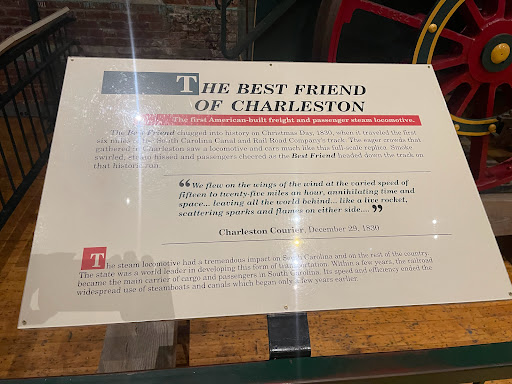 THE BEST FRIEND
OF CHARLESTON
The first American-built freight and passenger steam locomotive.
The Best Friend chugged into history on Christmas Day, 1830, when it traveled the first
six miles of the South Carolina Canal and Rail Road Company's track. The eager crowds that
gathered in Charleston saw a locomotive and cars much like this full-scale replica. Smoke
swirled, steam hissed and passengers cheered as the Best Friend headed down the track on
that historic run.
“We flew on the wings of the wind at the varied speed of
fifteen to twenty-five miles an hour, annihilating time and
space... leaving all the world behind... like a live rocket,
scattering sparks and flames on either side... ”
Charleston Courier, December 29, 1830
The steam locomotive had a tremendous impact on South Carolina and on the rest of the country.
The state was a world leader in developing this form of transportation. Within a few years, the railroad
became the main carrier of cargo and passengers in South Carolina. Its speed and efficiency ended the
widespread use of steamboats and canals which began only a few years earlier.